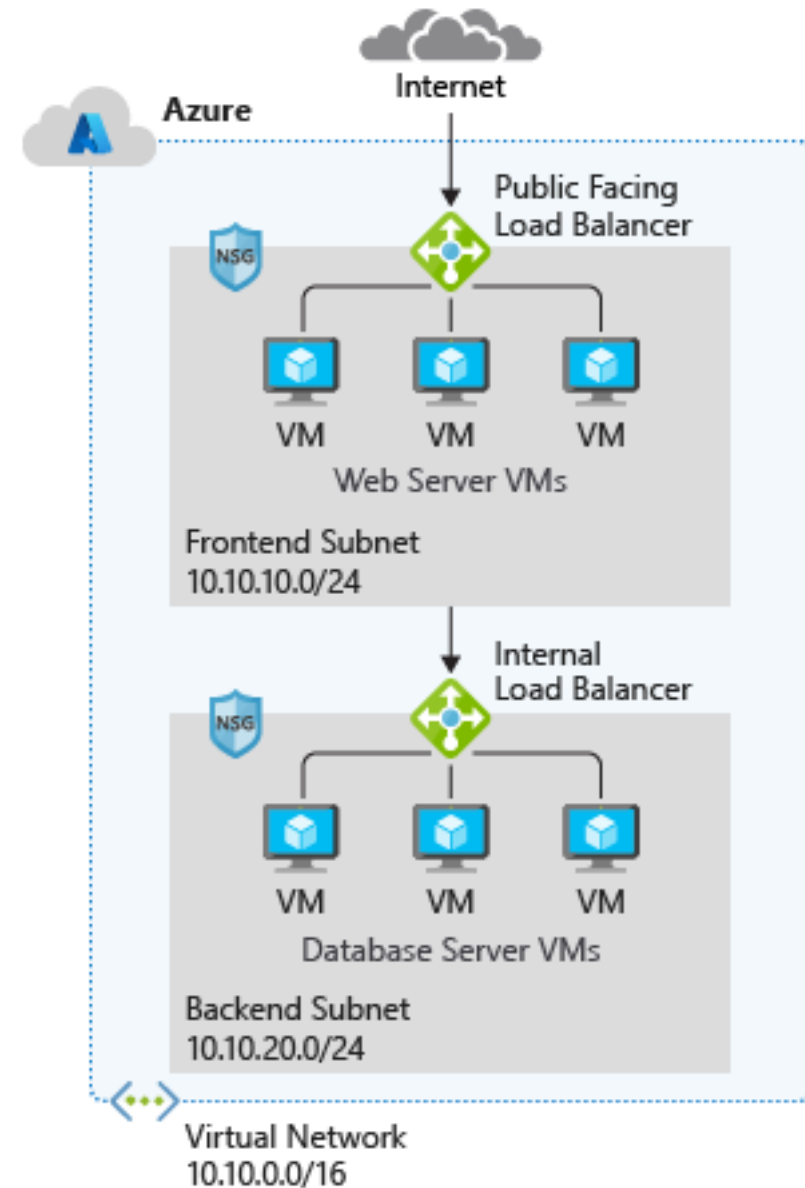 Internet
Azure
Public Facing
Load Balancer
NSG
VM
VM
VM
Web Server VMs
Frontend Subnet
10.10.10.0/24
Internal
Load Balancer
NSG
VM
VM
VM
Database Server VMs
Backend Subnet
10.10.20.0/24
Virtual Network
10.10.0.0/16